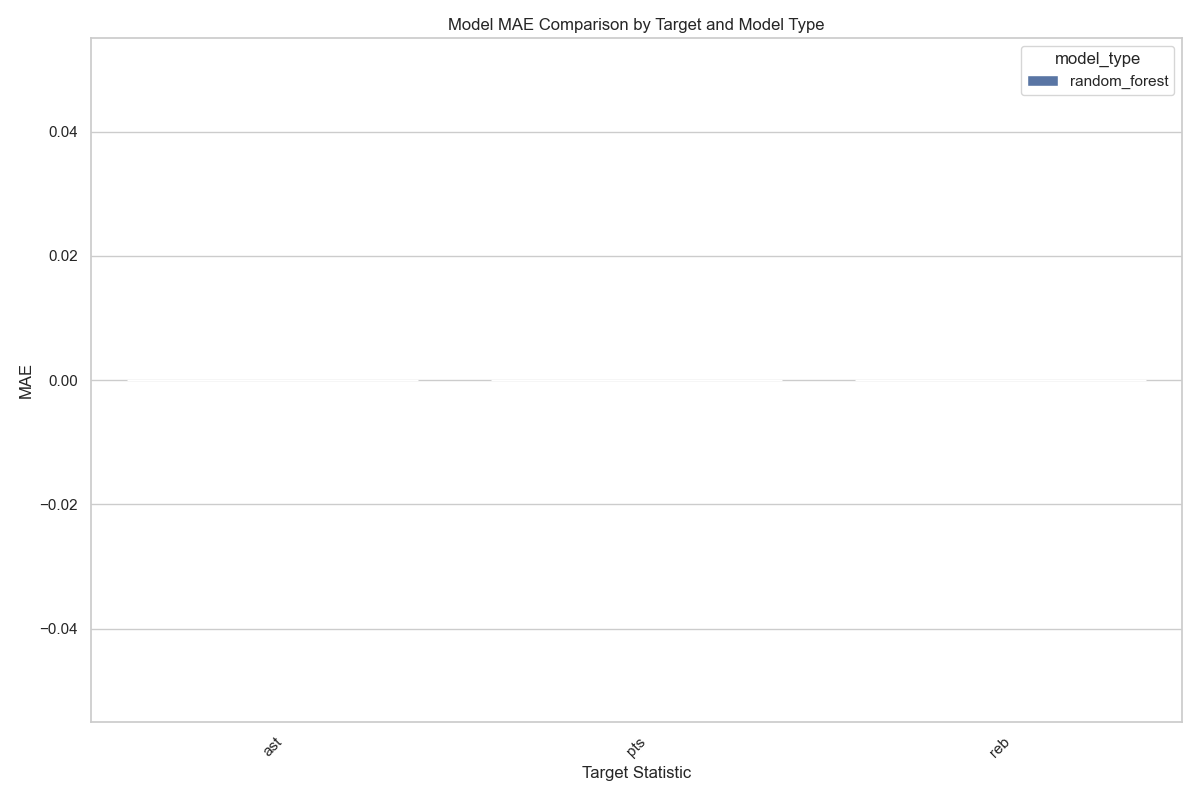 Model MAE Comparison by Target and Model Type
model_type
random_forest
0.04
0.02
0.00
−0.02
−0.04
MAE
ast
pts
reb
Target Statistic